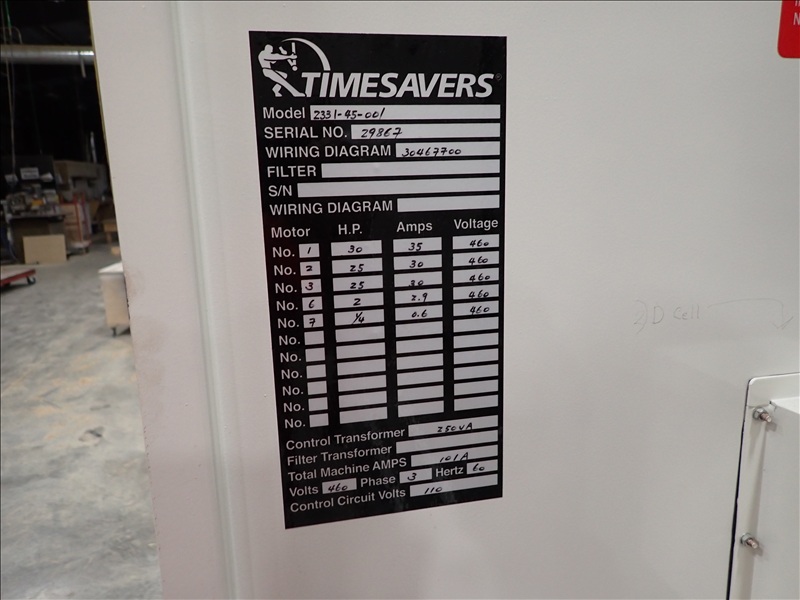 TIMESAVERS®
Model 2331-45-001
SERIAL NO. 29867
WIRING DIAGRAM 30467700
FILTER
S/N
WIRING DIAGRAM
Motor H.P. Amps Voltage
No. 1 30 35 460
No. 2 25 30 460
No. 3 25 30 460
No. 6 2 2.9 460
No. 7 1/4 0.6 460
No.
No.
No.
No.
No.
No.
Control Transformer 250VA
Filter Transformer
Total Machine AMPS 101A
Volts 460 Phase 3 Hertz 60
Control Circuit Volts 110
D Cell